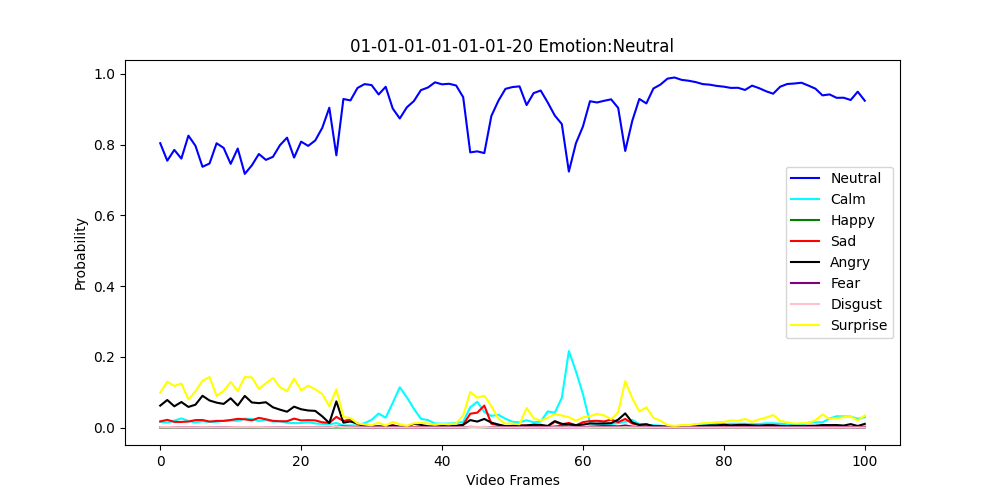 01-01-01-01-01-01-20 Emotion:Neutral
Probability
1.0
0.8
0.6
0.4
0.2
0.0
Neutral
Calm
Happy
Sad
Angry
Fear
Disgust
Surprise
0 20 40 60 80 100
Video Frames